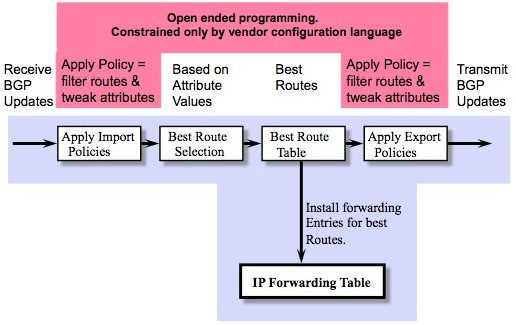 Open ended programming.
Constrained only by vendor configuration language
Receive
BGP
Updates
Apply Policy =
filter routes &
tweak attributes
Based on
Attribute
Values
Best
Routes
Apply Policy =
filter routes &
tweak attributes
Transmit
BGP
Updates
Apply Import
Policies
Best Route
Selection
Best Route
Table
Apply Export
Policies
Install forwarding
Entries for best
Routes.
IP Forwarding Table